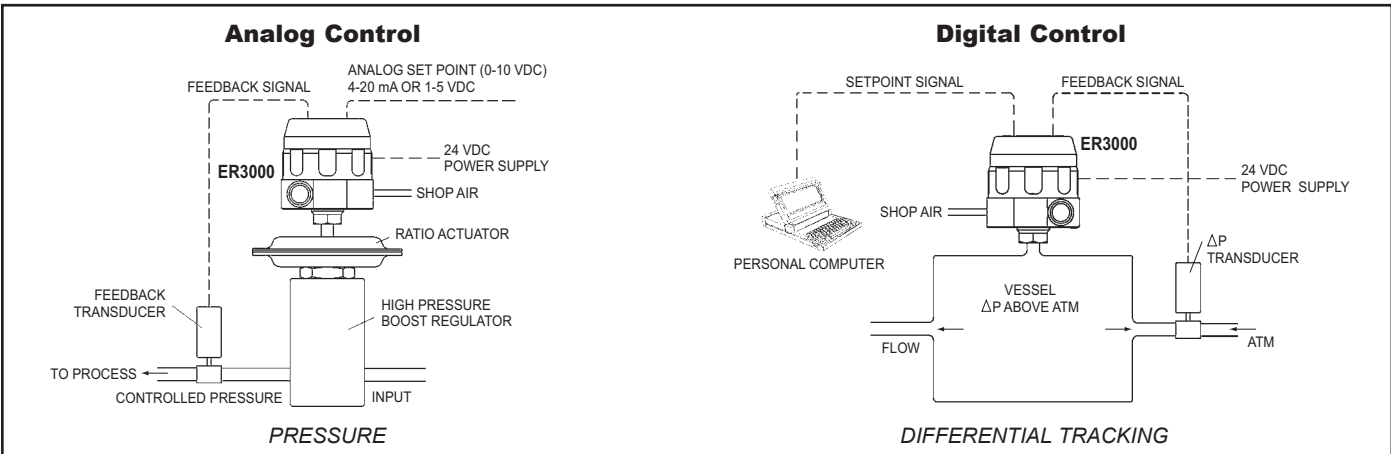 Analog Control
FEEDBACK SIGNAL
ANALOG SET POINT (0-10 VDC)
4-20 mA OR 1-5 VDC
ER3000
24 VDC
POWER SUPPLY
SHOP AIR
RATIO ACTUATOR
FEEDBACK
TRANSDUCER
HIGH PRESSURE
BOOST REGULATOR
TO PROCESS
CONTROLLED PRESSURE
INPUT
PRESSURE
Digital Control
SETPOINT SIGNAL
FEEDBACK SIGNAL
ER3000
24 VDC
POWER SUPPLY
SHOP AIR
PERSONAL COMPUTER
ΔP
TRANSDUCER
VESSEL
ΔP ABOVE ATM
FLOW
ATM
DIFFERENTIAL TRACKING